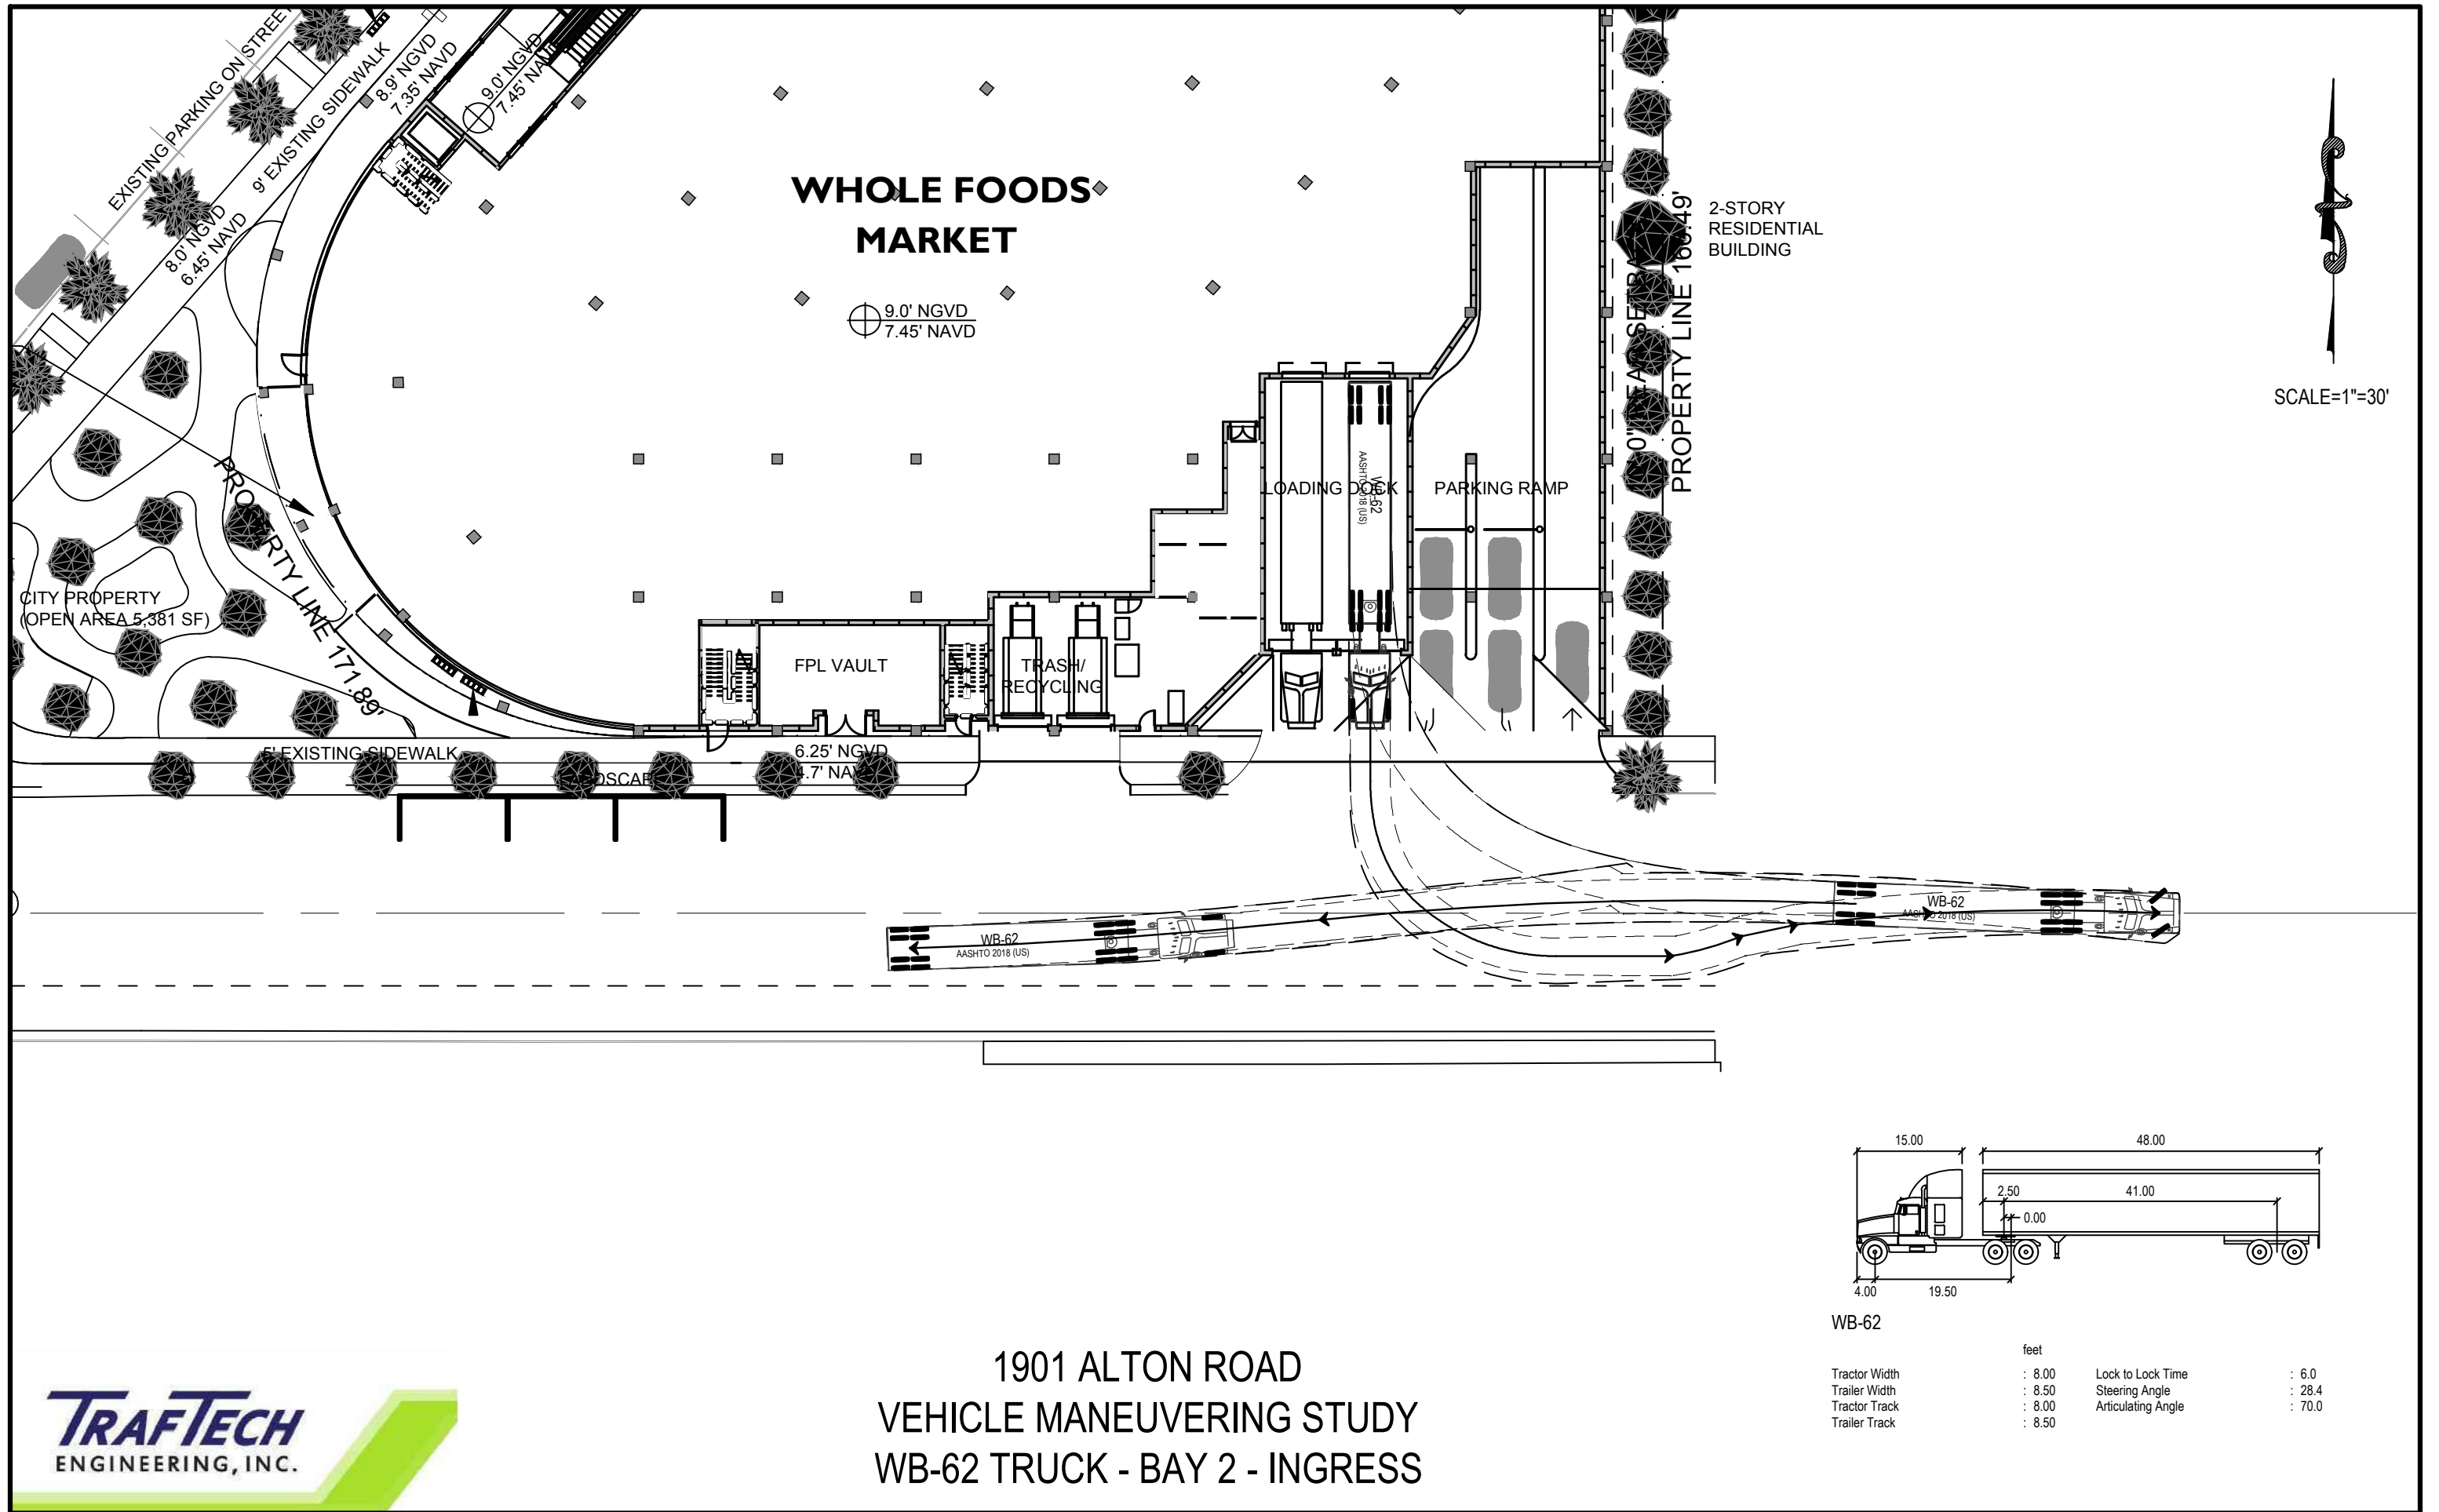 EXISTING PARKING ON STREET
9' EXISTING SIDEWALK
8.9' NGVD
7.35' NAVD
9.0' NGVD
7.45' NAVD
8.0' NGVD
6.45' NAVD
WHOLE FOODS
MARKET
9.0' NGVD
7.45' NAVD
2-STORY
RESIDENTIAL
BUILDING
PROPERTY LINE
SCALE=1"=30'
LOADING DOCK
WB-62
AASHTO 2018 (US)
PARKING RAMP
PROPERTY LINE 171.89'
CITY PROPERTY
(OPEN AREA 5,381 SF)
FPL VAULT
TRASH/
RECYCLING
5' EXISTING SIDEWALK
6.25' NGVD
4.7' NAVD
WB-62
AASHTO 2018 (US)
WB-62
AASHTO 2018 (US)
15.00
48.00
2.50
41.00
0.00
4.00
19.50
WB-62
feet
Tractor Width : 8.00 Lock to Lock Time : 6.0
Trailer Width : 8.50 Steering Angle : 28.4
Tractor Track : 8.00 Articulating Angle : 70.0
Trailer Track : 8.50
1901 ALTON ROAD
VEHICLE MANEUVERING STUDY
WB-62 TRUCK - BAY 2 - INGRESS
TRAFTECH
ENGINEERING, INC.